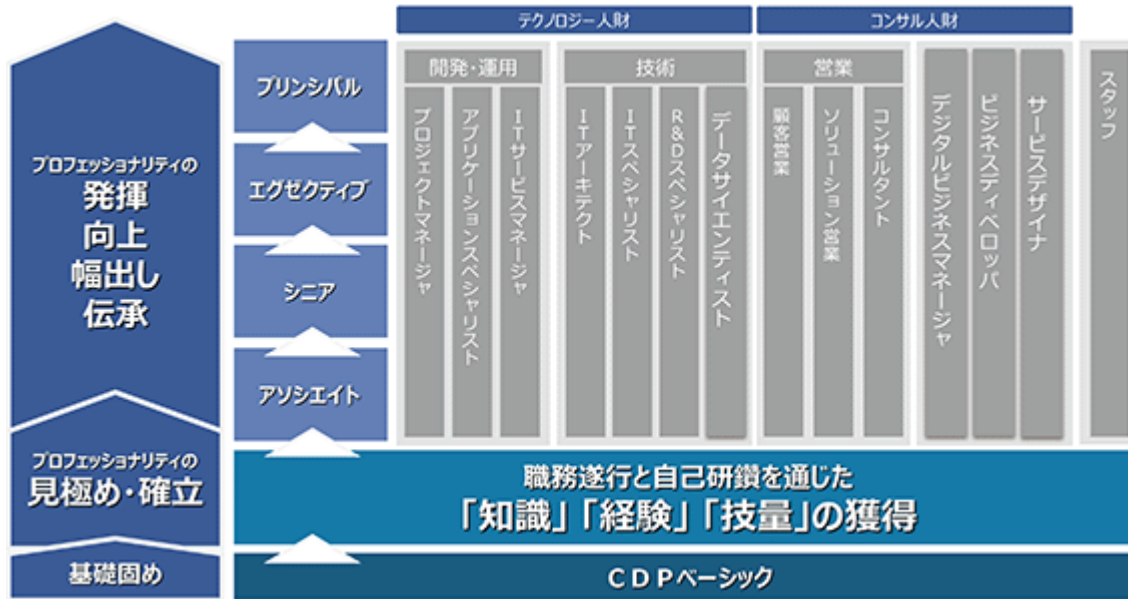 テクノロジー人財
コンサル人財
プロフェッショナリティの
発揮
向上
幅出し
伝承
プロフェッショナリティの
見極め・確立
基礎固め
プリンシパル
エグゼクティブ
シニア
アソシエイト
開発・運用
プロジェクトマネージャ
アプリケーションスペシャリスト
ITサービスマネージャ
技術
ITアーキテクト
ITスペシャリスト
R&Dスペシャリスト
データサイエンティスト
営業
顧客営業
ソリューション営業
コンサルタント
デジタルビジネスマネージャ
ビジネスディベロッパ
サービスデザイナ
スタッフ
職務遂行と自己研鑽を通じた
「知識」「経験」「技量」の獲得
CDPベーシック